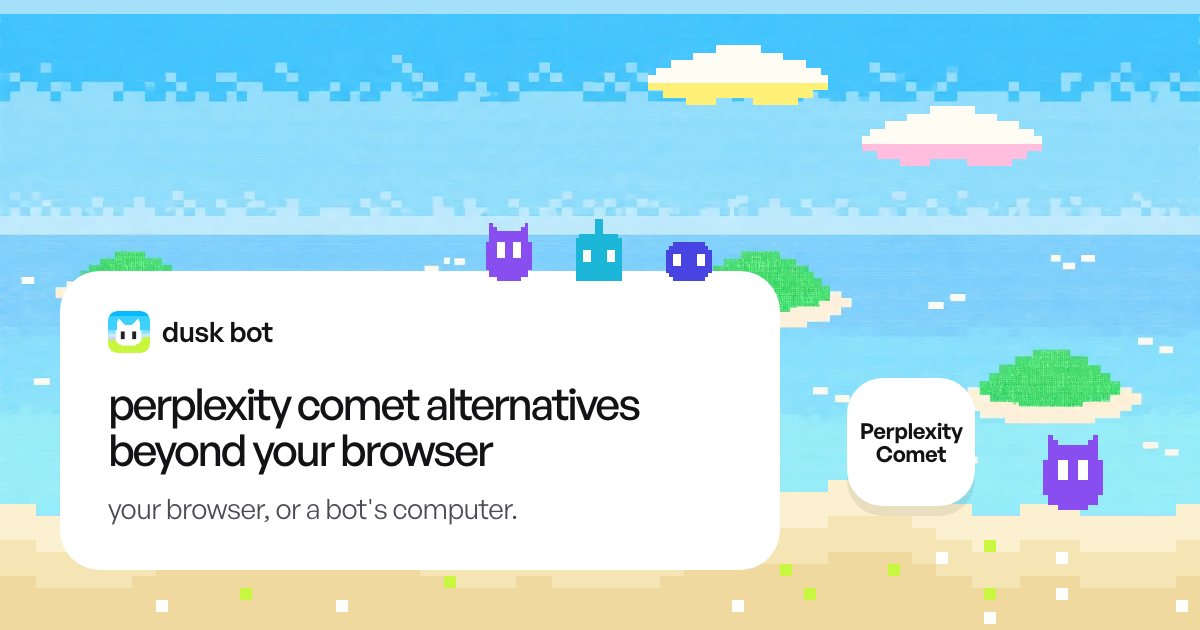 dusk bot
perplexity comet alternatives
beyond your browser
your browser, or a bot's computer.
Perplexity
Comet